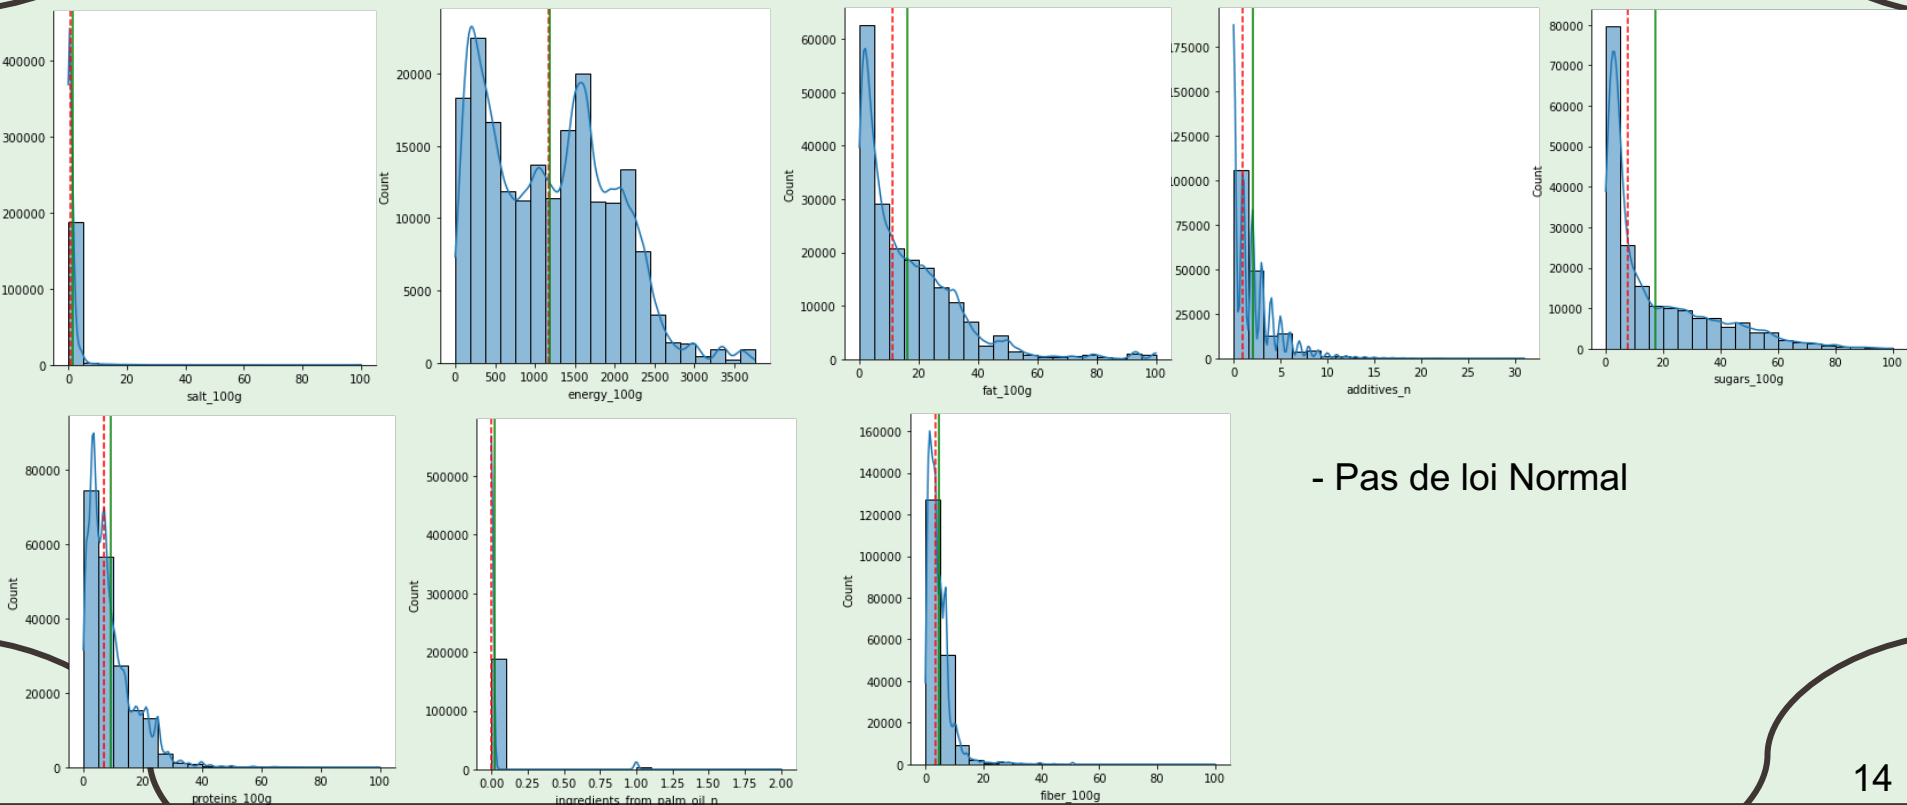 400000
300000
200000
100000
0
0 20 40 60 80 100
salt_100g
Count
20000
15000
10000
5000
0
0 500 1000 1500 2000 2500 3000 3500
energy_100g
Count
60000
50000
40000
30000
20000
10000
0
0 20 40 60 80 100
fat_100g
Count
175000
150000
125000
100000
75000
50000
25000
0
0 5 10 15 20 25 30
additives_n
Count
80000
70000
60000
50000
40000
30000
20000
10000
0
0 20 40 60 80 100
sugars_100g
Count
80000
60000
40000
20000
0
0 20 40 60 80 100
proteins_100g
Count
500000
400000
300000
200000
100000
0
0.00 0.25 0.50 0.75 1.00 1.25 1.50 1.75 2.00
ingredients_from_palm_oil_n
Count
160000
140000
120000
100000
80000
60000
40000
20000
0
0 20 40 60 80 100
fiber_100g
- Pas de loi Normal
14